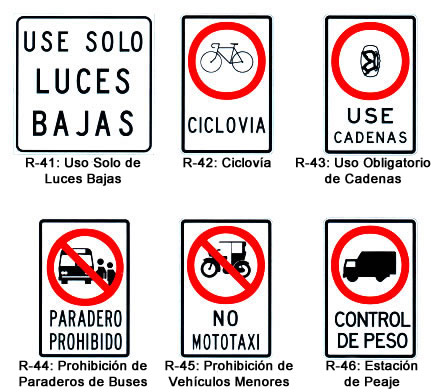 USE SOLO
LUCES
BAJAS
R-41: Uso Solo de
Luces Bajas
CICLOVIA
R-42: Ciclovía
USE
CADENAS
R-43: Uso Obligatorio
de Cadenas
PARADERO
PROHIBIDO
R-44: Prohibición de
Paraderos de Buses
NO
MOTOTAXI
R-45: Prohibición de
Vehículos Menores
CONTROL
DE PESO
R-46: Estación
de Peaje